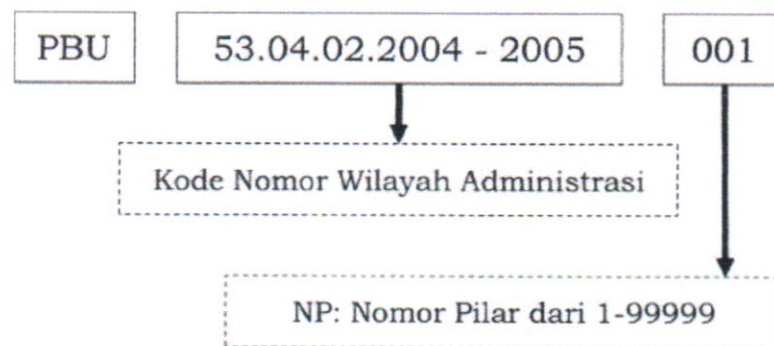 PBU 53.04.02.2004 - 2005 001
Kode Nomor Wilayah Administrasi
NP: Nomor Pilar dari 1-99999